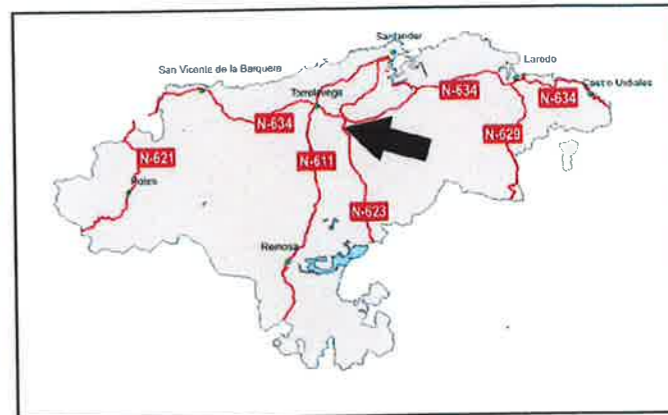 Santander
San Vicente de la Barquera
Laredo
Torrelavega
N-634
Castro Urdiales
N-634
N-634
N-629
N-621
N-611
Potes
N-623
Reinosa